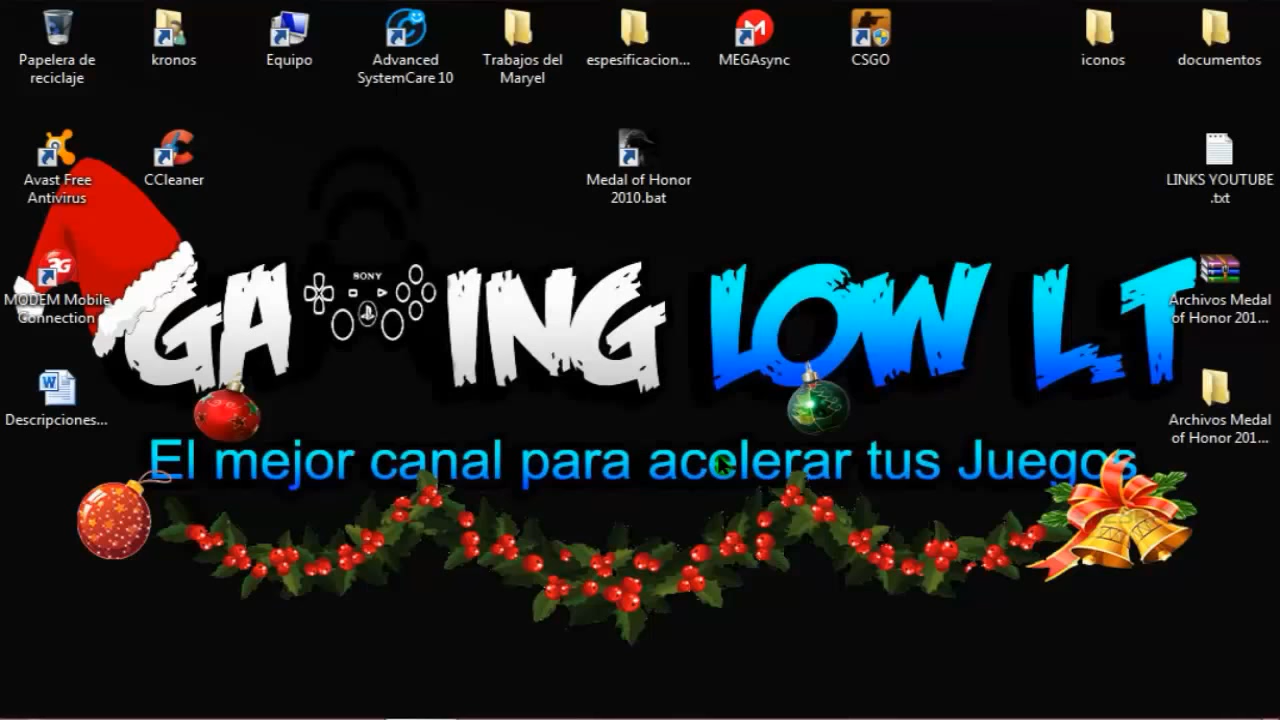 Papelera de
reciclaje
kronos
Equipo
Advanced
SystemCare 10
Trabajos del
Maryel
espesificacion...
MEGAsync
CSGO
iconos
documentos
Avast Free
Antivirus
CCleaner
Medal of Honor
2010.bat
LINKS YOUTUBE
.txt
3G
MODEM Mobile
Connection
SONY
GAMING LOW LT
Archivos Medal
of Honor 201...
Descripciones...
Archivos Medal
of Honor 201...
El mejor canal para acelerar tus Juegos